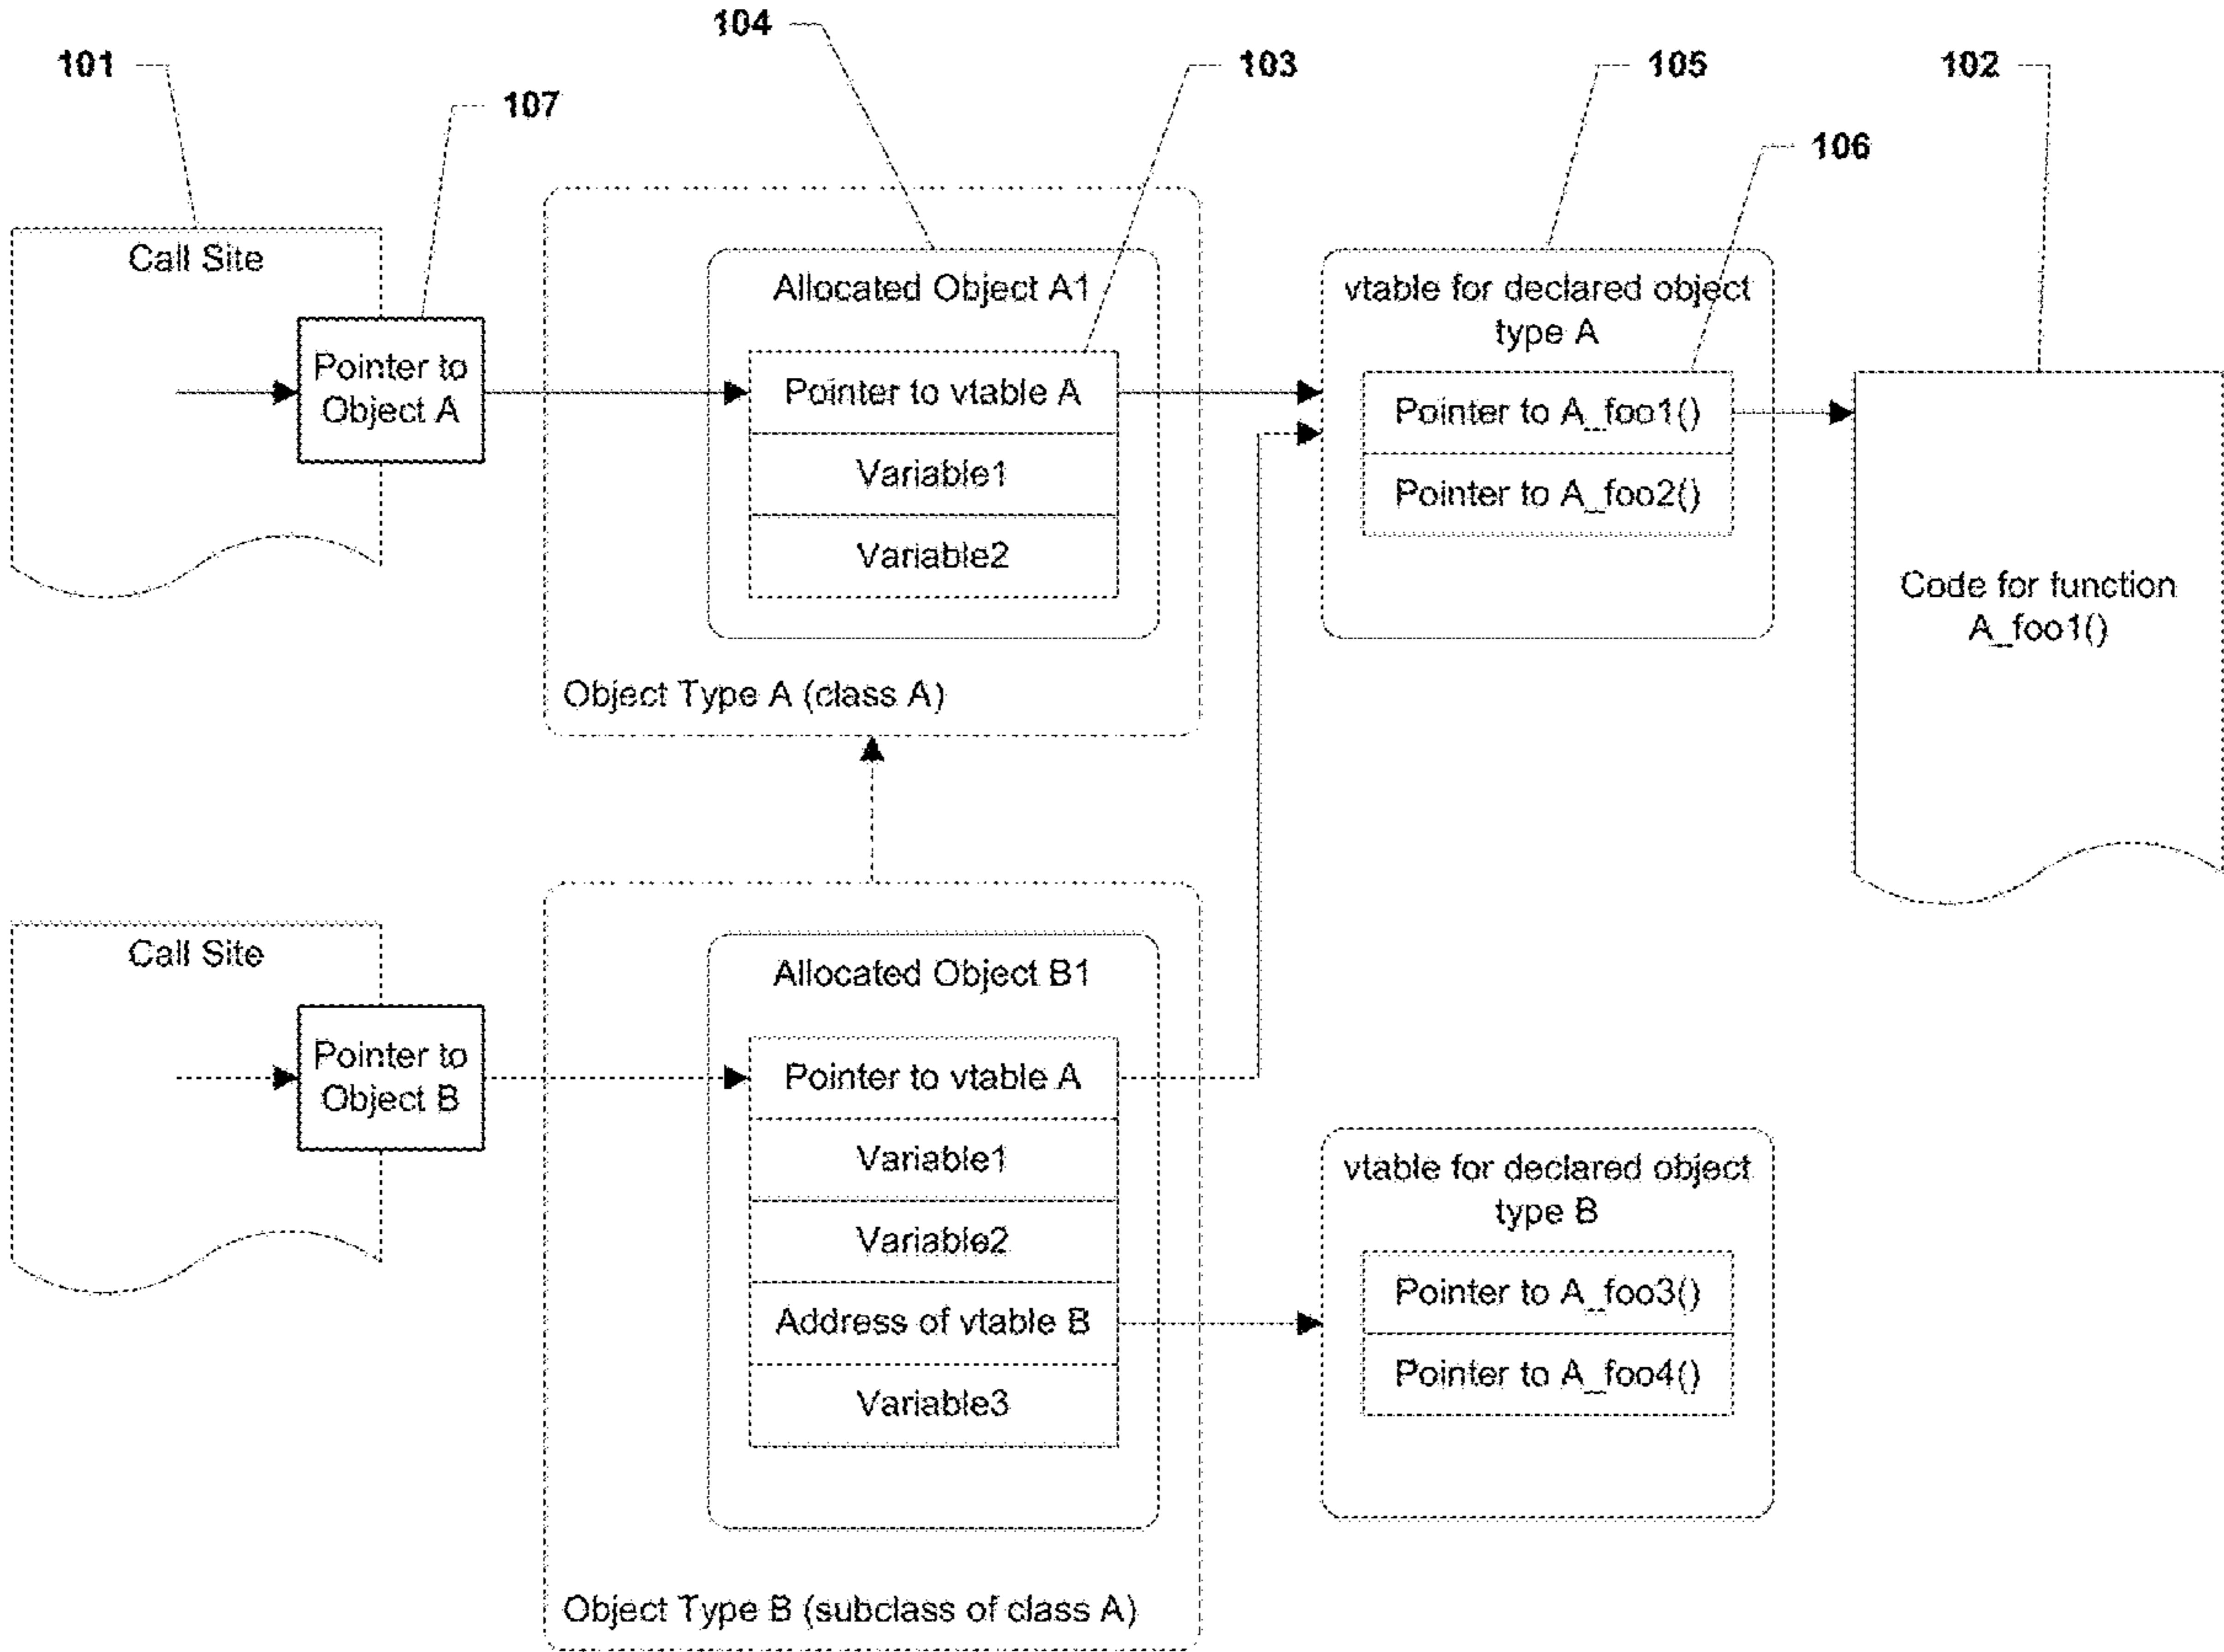 104
101
103
105
102
107
106
Call Site
Pointer to
Object A
Allocated Object A1
Pointer to vtable A
Variable1
Variable2
Object Type A (class A)
vtable for declared object
type A
Pointer to A_foo1()
Pointer to A_foo2()
Code for function
A_foo1()
Call Site
Pointer to
Object B
Allocated Object B1
Pointer to vtable A
Variable1
Variable2
Address of vtable B
Variable3
Object Type B (subclass of class A)
vtable for declared object
type B
Pointer to A_foo3()
Pointer to A_foo4()